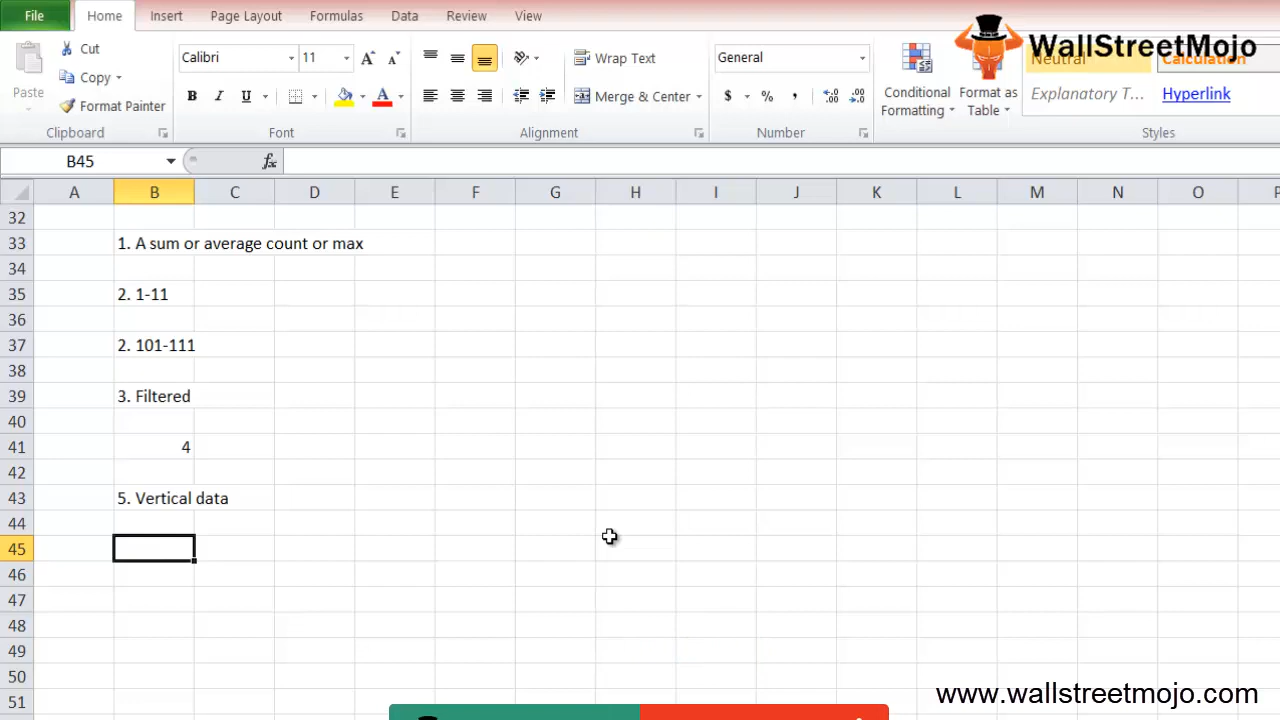 File Home Insert Page Layout Formulas Data Review View
WallStreetMojo
Cut
Copy
Format Painter
Paste
Clipboard
Calibri 11 A A
B I U A
Font
Wrap Text
Merge & Center
Alignment
General
$ % , .0 .00 .00 .0
Number
Conditional Formatting
Format as Table
Neutral Calculation
Explanatory T... Hyperlink
Styles
B45 fx
A B C D E F G H I J K L M N O P
32
33 1. A sum or average count or max
34
35 2. 1-11
36
37 2. 101-111
38
39 3. Filtered
40
41 4
42
43 5. Vertical data
44
45
46
47
48
49
50
51
www.wallstreetmojo.com